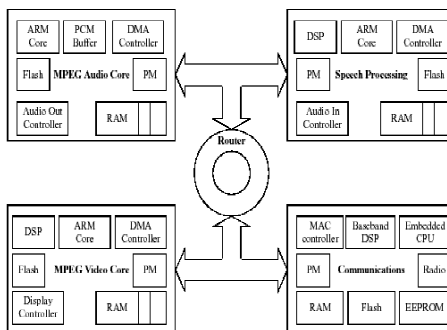 ARM Core
PCM Buffer
DMA Controller
Flash
MPEG Audio Core
PM
Audio Out Controller
RAM
DSP
ARM Core
DMA Controller
PM
Speech Processing
Flash
Audio In Controller
RAM
Router
DSP
ARM Core
DMA Controller
Flash
MPEG Video Core
PM
Display Controller
RAM
MAC controller
Baseband DSP
Embedded CPU
PM
Communications
Radio
RAM
Flash
EEPROM